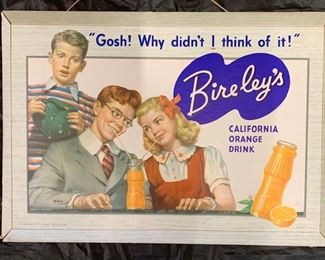 "Gosh! Why didn't I think of it!"
Bireley's
CALIFORNIA
ORANGE
DRINK